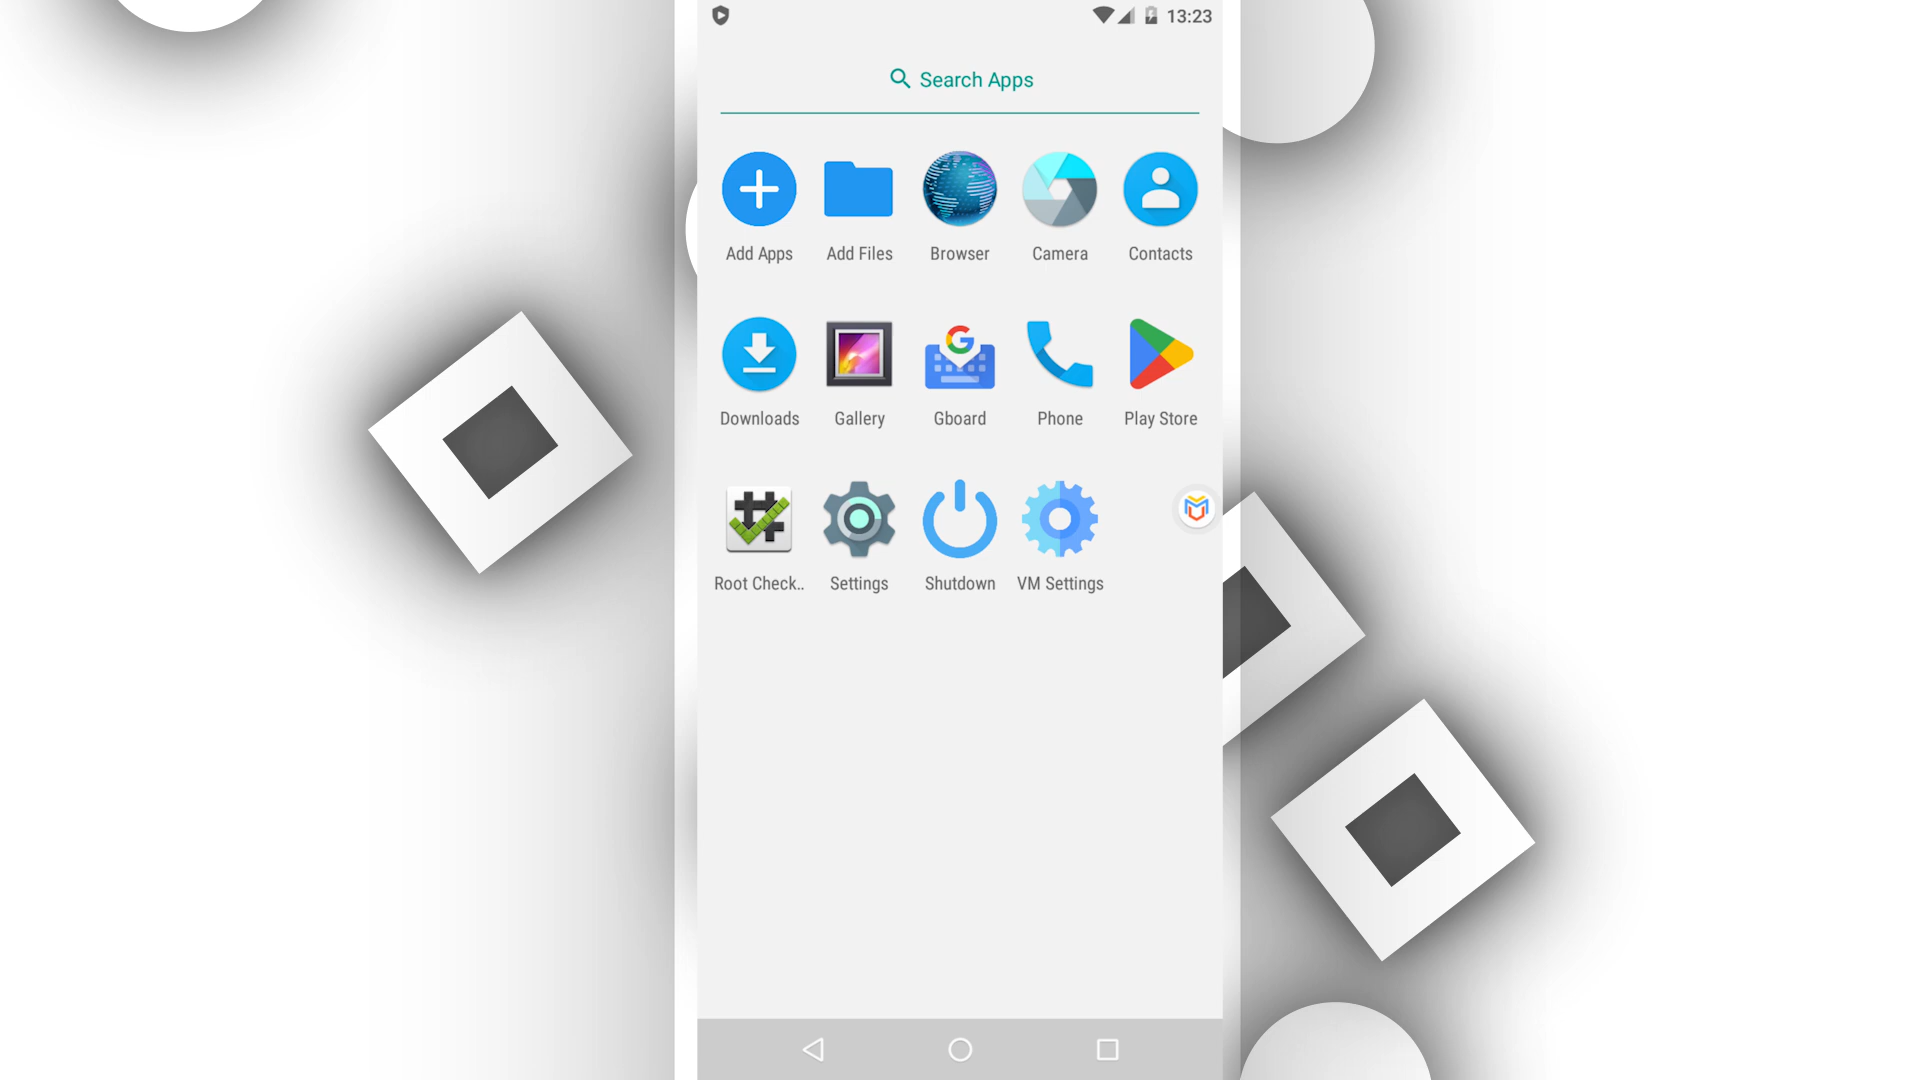 13:23
Search Apps
Add Apps Add Files Browser Camera Contacts
Downloads Gallery Gboard Phone Play Store
Root Check.. Settings Shutdown VM Settings